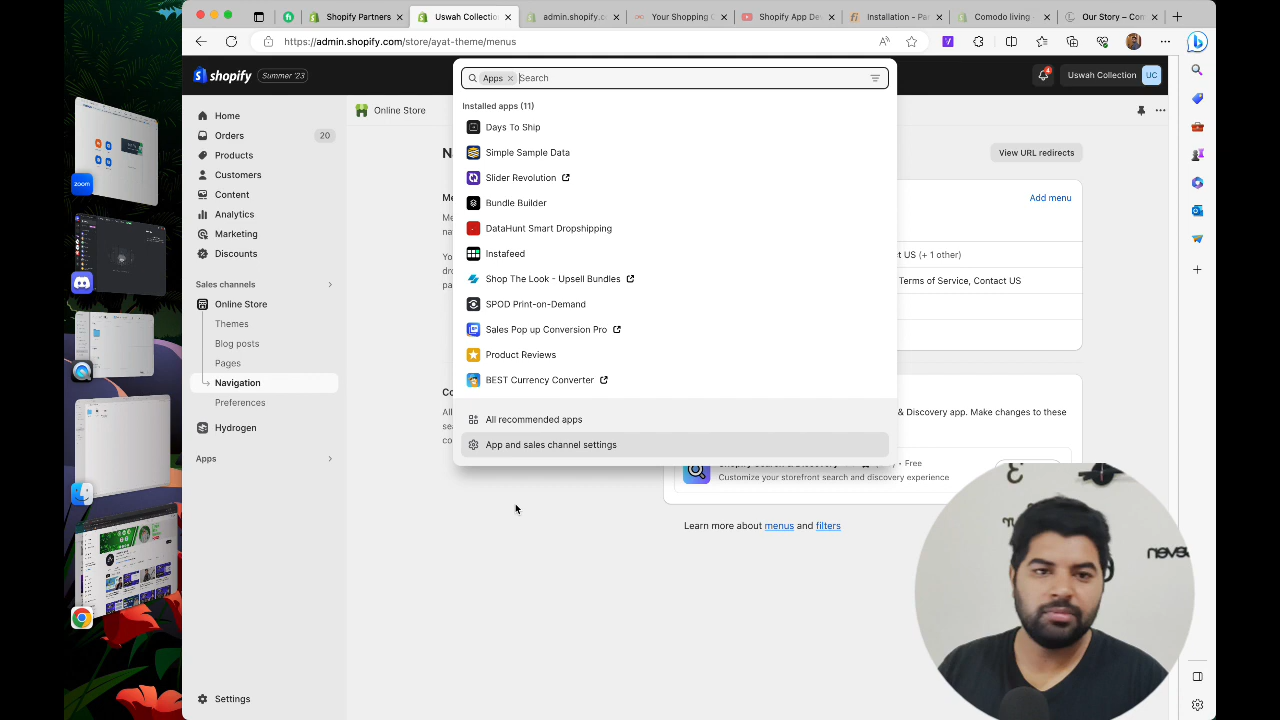 Shopify Partners
Uswah Collectio
admin.shopify.co
Your Shopping C
Shopify App De
Installation - Pa
Comodo living
Our Story – Con
https://admin.shopify.com/store/ayat-theme/menus
shopify
Summer '23
Apps
Search
4
Uswah Collection
UC
Home
Orders
20
Products
Customers
Content
Analytics
Marketing
Discounts
Sales channels
Online Store
Themes
Blog posts
Pages
Navigation
Preferences
Hydrogen
Apps
Settings
Online Store
Installed apps (11)
Days To Ship
Simple Sample Data
Slider Revolution
Bundle Builder
DataHunt Smart Dropshipping
Instafeed
Shop The Look - Upsell Bundles
SPOD Print-on-Demand
Sales Pop up Conversion Pro
Product Reviews
BEST Currency Converter
All recommended apps
App and sales channel settings
View URL redirects
Add menu
ct US (+ 1 other)
Terms of Service, Contact US
& Discovery app. Make changes to these
Free
Customize your storefront search and discovery experience
Learn more about menus and filters
zoom